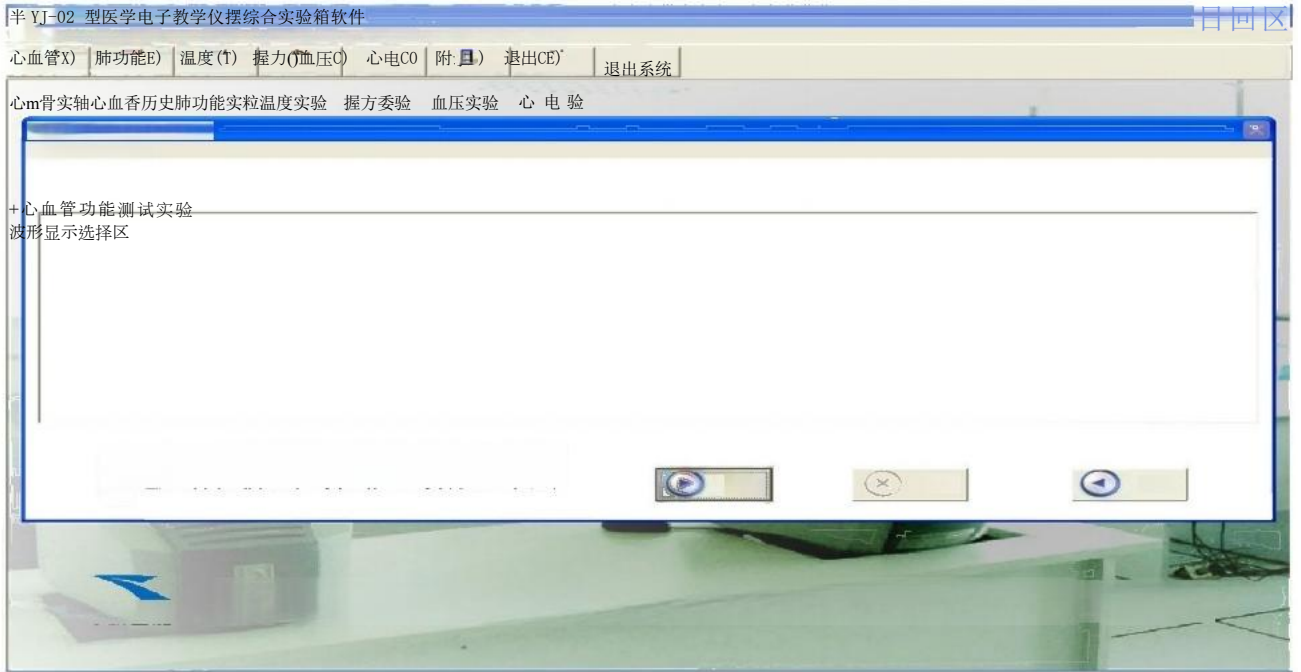 半 YJ-02 型医学电子教学仪摆综合实验箱软件
日回区
心血管X) 肺功能E) 温度(T) 握力()血压C) 心电C0 附: ) 退出CE)" 退出系统
心m骨实轴心血香历史肺功能实粒温度实验 握方委验 血压实验 心 电 验
+心血管功能测试实验
波形显示选择区